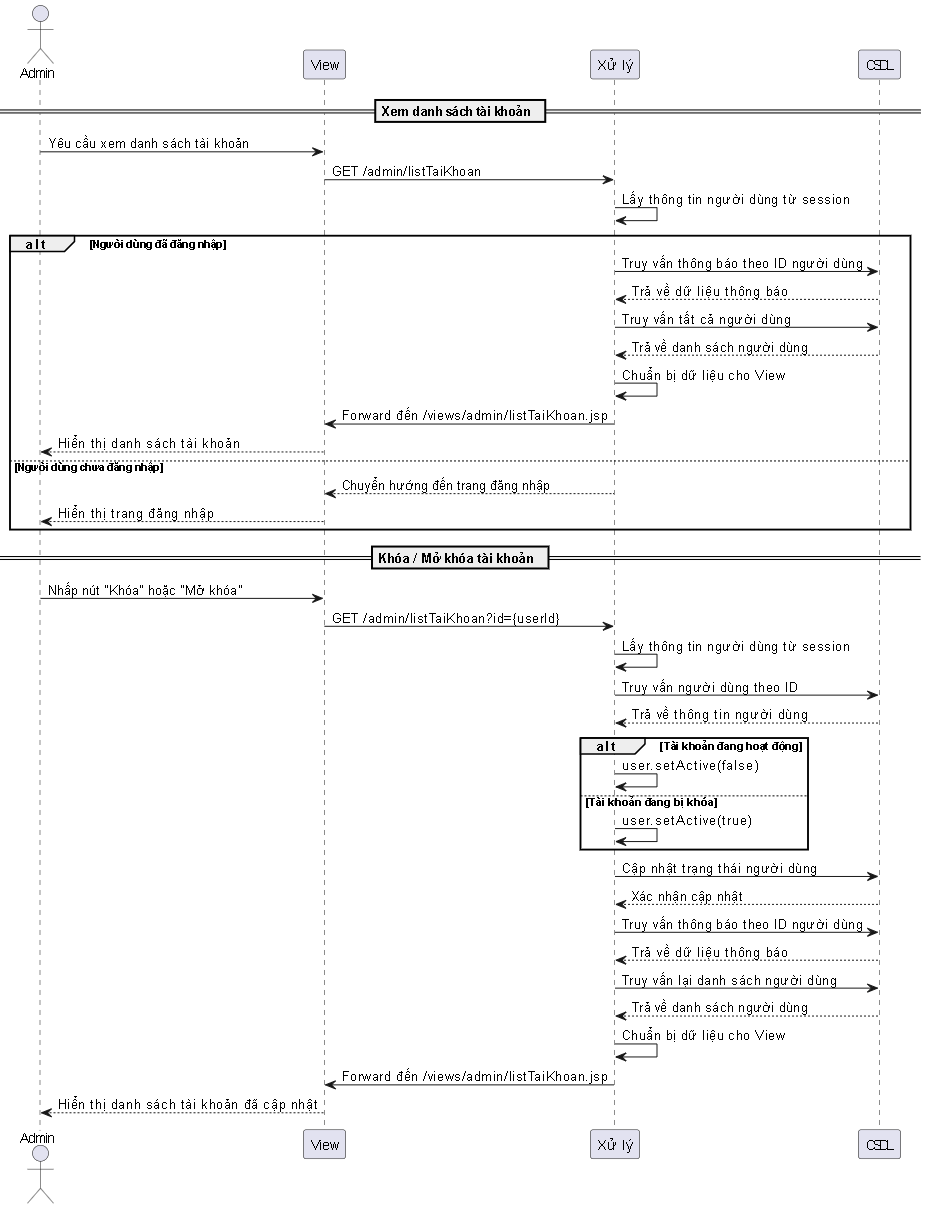 Admin
View
Xử lý
CSDL
Xem danh sách tài khoản
Yêu cầu xem danh sách tài khoản
GET /admin/listTaiKhoan
Lấy thông tin người dùng từ session
alt [Người dùng đã đăng nhập]
Truy vấn thông báo theo ID người dùng
Trả về dữ liệu thông báo
Truy vấn tất cả người dùng
Trả về danh sách người dùng
Chuẩn bị dữ liệu cho View
Forward đến /views/admin/listTaiKhoan.jsp
Hiển thị danh sách tài khoản
[Người dùng chưa đăng nhập]
Chuyển hướng đến trang đăng nhập
Hiển thị trang đăng nhập
Khóa / Mở khóa tài khoản
Nhấp nút "Khóa" hoặc "Mở khóa"
GET /admin/listTaiKhoan?id={userId}
Lấy thông tin người dùng từ session
Truy vấn người dùng theo ID
Trả về thông tin người dùng
alt [Tài khoản đang hoạt động]
user.setActive(false)
[Tài khoản đang bị khóa]
user.setActive(true)
Cập nhật trạng thái người dùng
Xác nhận cập nhật
Truy vấn thông báo theo ID người dùng
Trả về dữ liệu thông báo
Truy vấn lại danh sách người dùng
Trả về danh sách người dùng
Chuẩn bị dữ liệu cho View
Forward đến /views/admin/listTaiKhoan.jsp
Hiển thị danh sách tài khoản đã cập nhật
Admin
View
Xử lý
CSDL